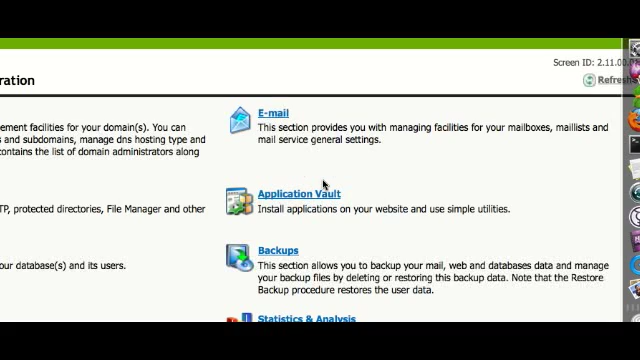 Screen ID: 2.11.00.01
ration
Refresh
E-mail
ement facilities for your domain(s). You can
This section provides you with managing facilities for your mailboxes, maillists and
s and subdomains, manage dns hosting type and
mail service general settings.
contains the list of domain administrators along
Application Vault
TP, protected directories, File Manager and other
Install applications on your website and use simple utilities.
Backups
our database(s) and its users.
This section allows you to backup your mail, web and databases data and manage
your backup files by deleting or restoring this backup data. Note that the Restore
Backup procedure restores the user data.
Statistics & Analysis